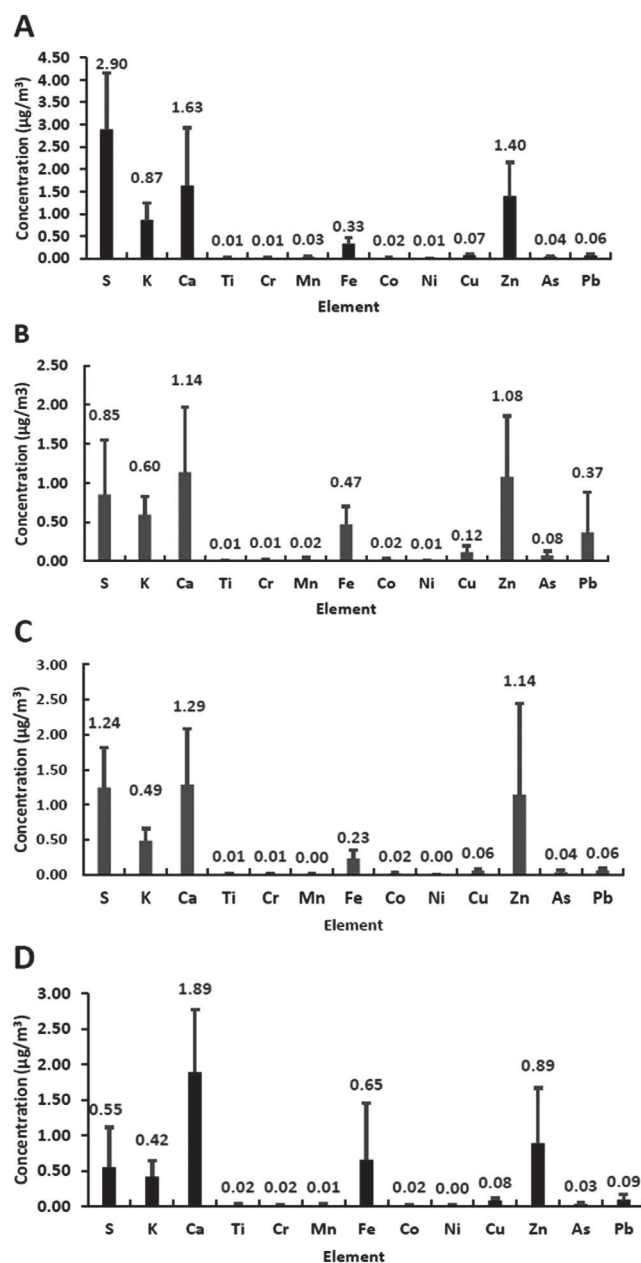 A
Concentration (µg/m³)
4.50
4.00
3.50
3.00
2.50
2.00
1.50
1.00
0.50
0.00
2.90 0.87 1.63 0.01 0.01 0.03 0.33 0.02 0.01 0.07 1.40 0.04 0.06
S K Ca Ti Cr Mn Fe Co Ni Cu Zn As Pb
Element
B
Concentration (µg/m3)
2.50
2.00
1.50
1.00
0.50
0.00
0.85 0.60 1.14 0.01 0.01 0.02 0.47 0.02 0.01 0.12 1.08 0.08 0.37
S K Ca Ti Cr Mn Fe Co Ni Cu Zn As Pb
Element
C
Concentration (µg/m³)
3.00
2.50
2.00
1.50
1.00
0.50
0.00
1.24 0.49 1.29 0.01 0.01 0.00 0.23 0.02 0.00 0.06 1.14 0.04 0.06
S K Ca Ti Cr Mn Fe Co Ni Cu Zn As Pb
Element
D
Concentration (µg/m³)
3.00
2.50
2.00
1.50
1.00
0.50
0.00
0.55 0.42 1.89 0.02 0.02 0.01 0.65 0.02 0.00 0.08 0.89 0.03 0.09
S K Ca Ti Cr Mn Fe Co Ni Cu Zn As Pb
Element